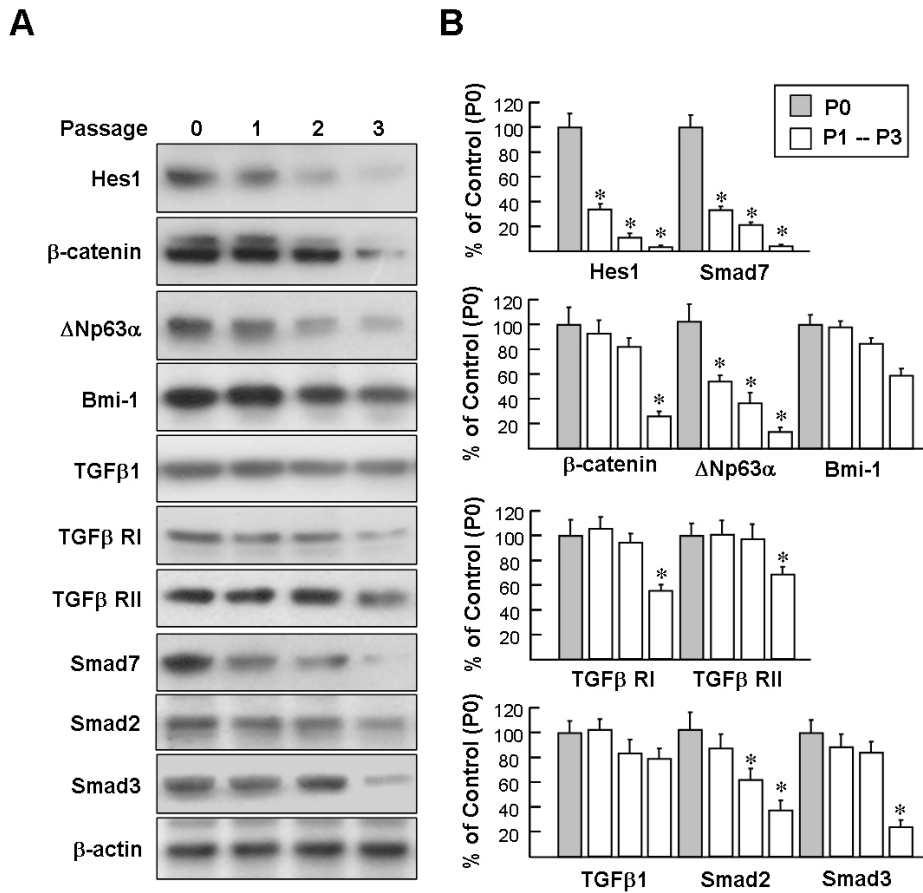 A
Passage 0 1 2 3
Hes1
β-catenin
ΔNp63α
Bmi-1
TGFβ1
TGFβ RI
TGFβ RII
Smad7
Smad2
Smad3
β-actin
B
P0
P1 -- P3
% of Control (P0)
120
100
80
60
40
20
* * *
* * *
Hes1 Smad7
% of Control (P0)
120
100
80
60
40
20
*
* * *
β-catenin ΔNp63α Bmi-1
% of Control (P0)
120
100
80
60
40
20
*
*
TGFβ RI TGFβ RII
% of Control (P0)
120
100
80
60
40
20
* *
*
TGFβ1 Smad2 Smad3